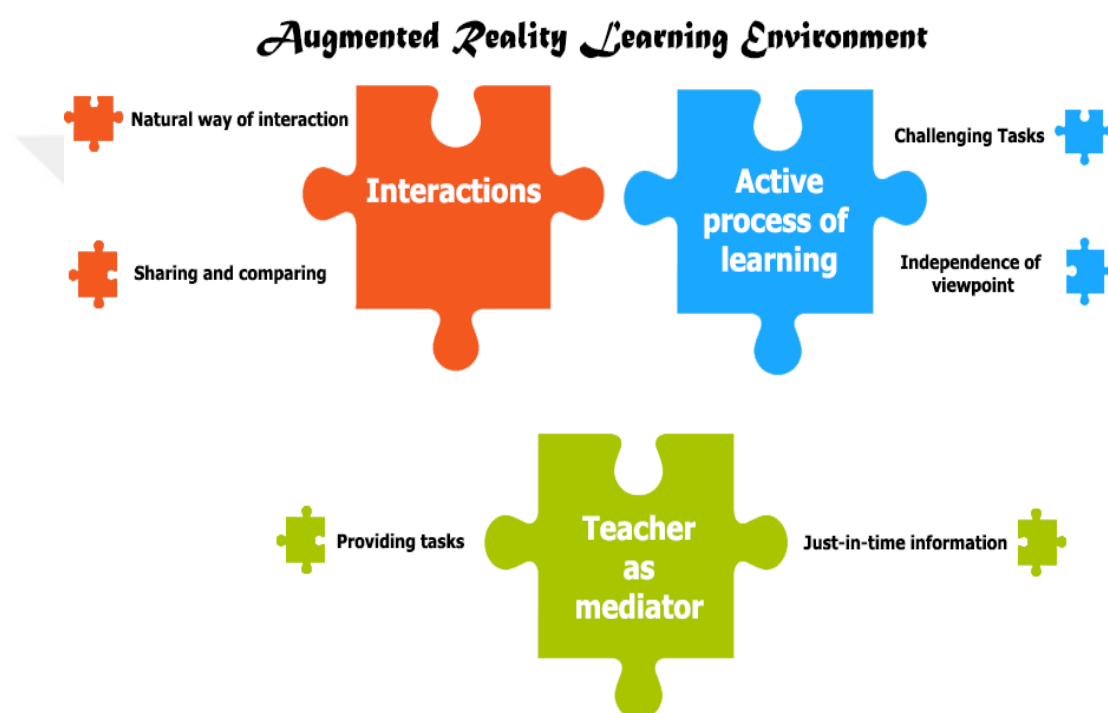 Augmented Reality Learning Environment
Natural way of interaction
Sharing and comparing
Interactions
Active
process of
learning
Challenging Tasks
Independence of
viewpoint
Providing tasks
Teacher
as
mediator
Just-in-time information